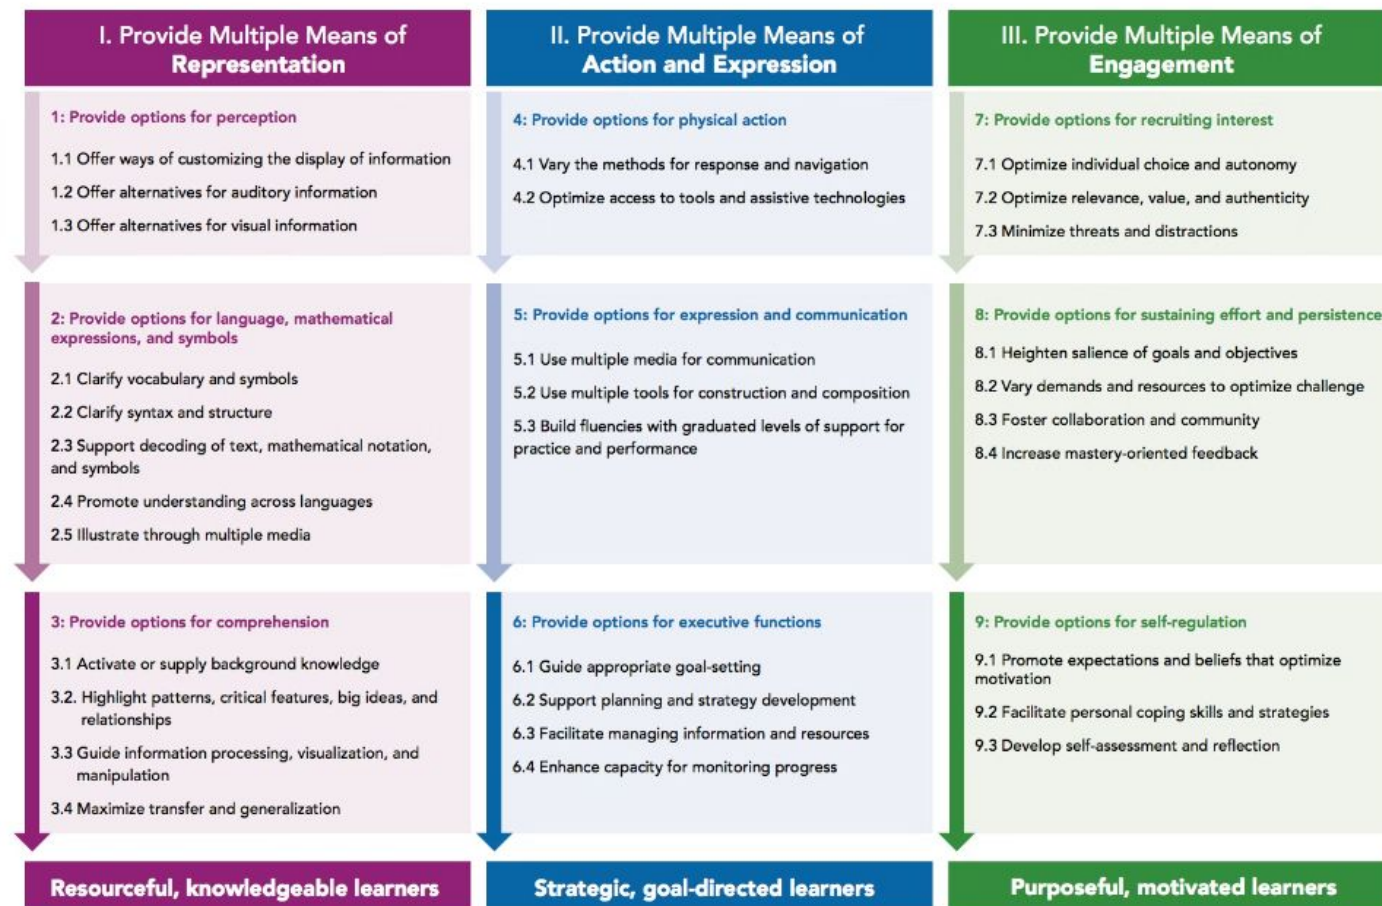 I. Provide Multiple Means of
Representation
1: Provide options for perception
1.1 Offer ways of customizing the display of information
1.2 Offer alternatives for auditory information
1.3 Offer alternatives for visual information
2: Provide options for language, mathematical
expressions, and symbols
2.1 Clarify vocabulary and symbols
2.2 Clarify syntax and structure
2.3 Support decoding of text, mathematical notation,
and symbols
2.4 Promote understanding across languages
2.5 Illustrate through multiple media
3: Provide options for comprehension
3.1 Activate or supply background knowledge
3.2. Highlight patterns, critical features, big ideas, and
relationships
3.3 Guide information processing, visualization, and
manipulation
3.4 Maximize transfer and generalization
Resourceful, knowledgeable learners
II. Provide Multiple Means of
Action and Expression
4: Provide options for physical action
4.1 Vary the methods for response and navigation
4.2 Optimize access to tools and assistive technologies
5: Provide options for expression and communication
5.1 Use multiple media for communication
5.2 Use multiple tools for construction and composition
5.3 Build fluencies with graduated levels of support for
practice and performance
6: Provide options for executive functions
6.1 Guide appropriate goal-setting
6.2 Support planning and strategy development
6.3 Facilitate managing information and resources
6.4 Enhance capacity for monitoring progress
Strategic, goal-directed learners
III. Provide Multiple Means of
Engagement
7: Provide options for recruiting interest
7.1 Optimize individual choice and autonomy
7.2 Optimize relevance, value, and authenticity
7.3 Minimize threats and distractions
8: Provide options for sustaining effort and persistence
8.1 Heighten salience of goals and objectives
8.2 Vary demands and resources to optimize challenge
8.3 Foster collaboration and community
8.4 Increase mastery-oriented feedback
9: Provide options for self-regulation
9.1 Promote expectations and beliefs that optimize
motivation
9.2 Facilitate personal coping skills and strategies
9.3 Develop self-assessment and reflection
Purposeful, motivated learners